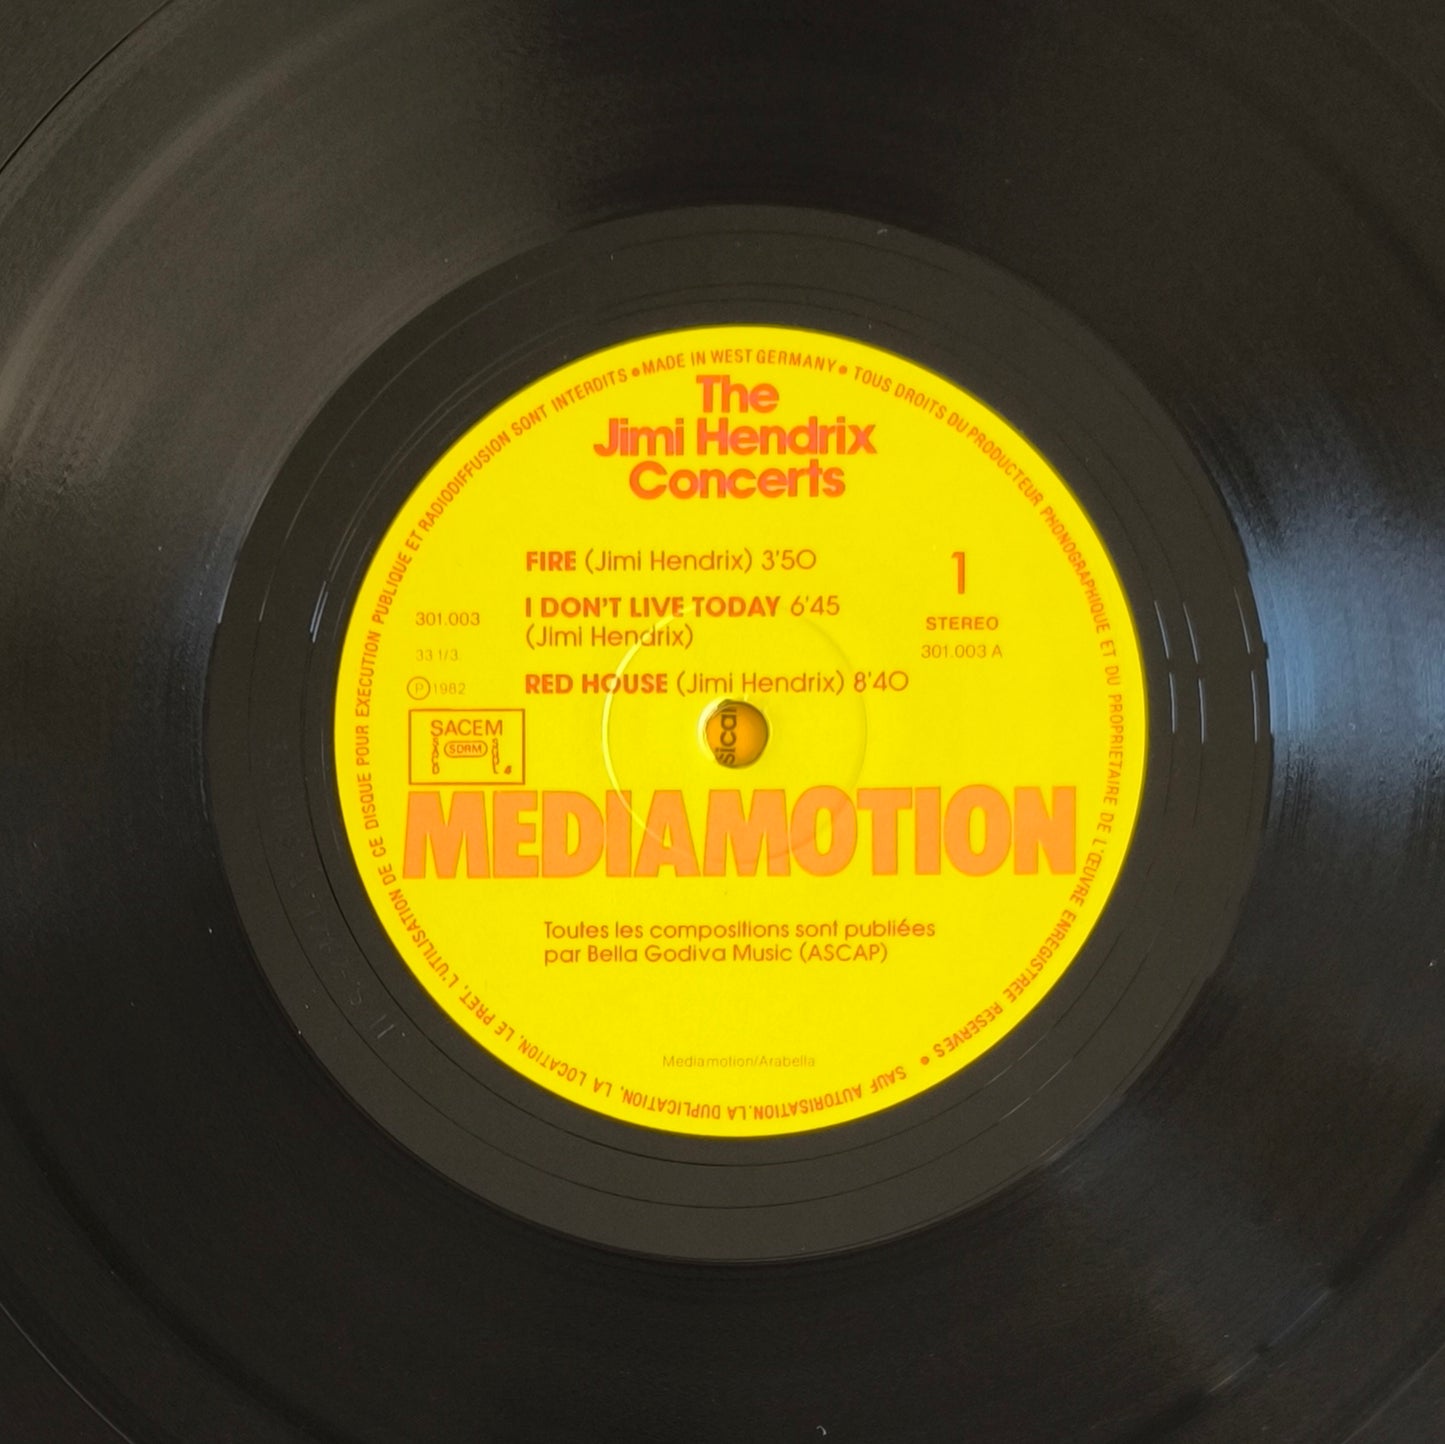 MADE IN WEST GERMANY • TOUS DROITS DU PRODUCTEUR PHONOGRAPHIQUE ET DU PROPRIETAIRE DE L'ŒUVRE ENREGISTREE RESERVES • SAUF AUTORISATION, LA DUPLICATION, LA LOCATION, LE PRET, L'UTILISATION DE CE DISQUE POUR EXECUTION PUBLIQUE ET RADIODIFFUSION SONT INTERDITS •
The
Jimi Hendrix
Concerts
FIRE (Jimi Hendrix) 3'50
I DON'T LIVE TODAY 6'45
(Jimi Hendrix)
RED HOUSE (Jimi Hendrix) 8'40
1
STEREO
301.003 A
301.003
33 1/3
Ⓟ 1982
SACEM
SDRM
MEDIAMOTION
Toutes les compositions sont publiées
par Bella Godiva Music (ASCAP)
Mediamotion/Arabella